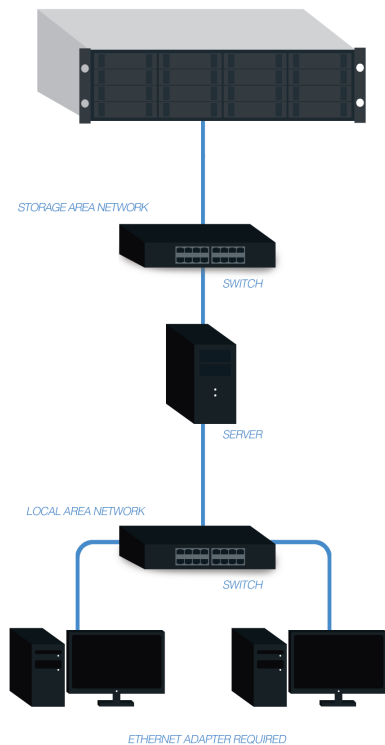 STORAGE AREA NETWORK
SWITCH
SERVER
LOCAL AREA NETWORK
SWITCH
ETHERNET ADAPTER REQUIRED